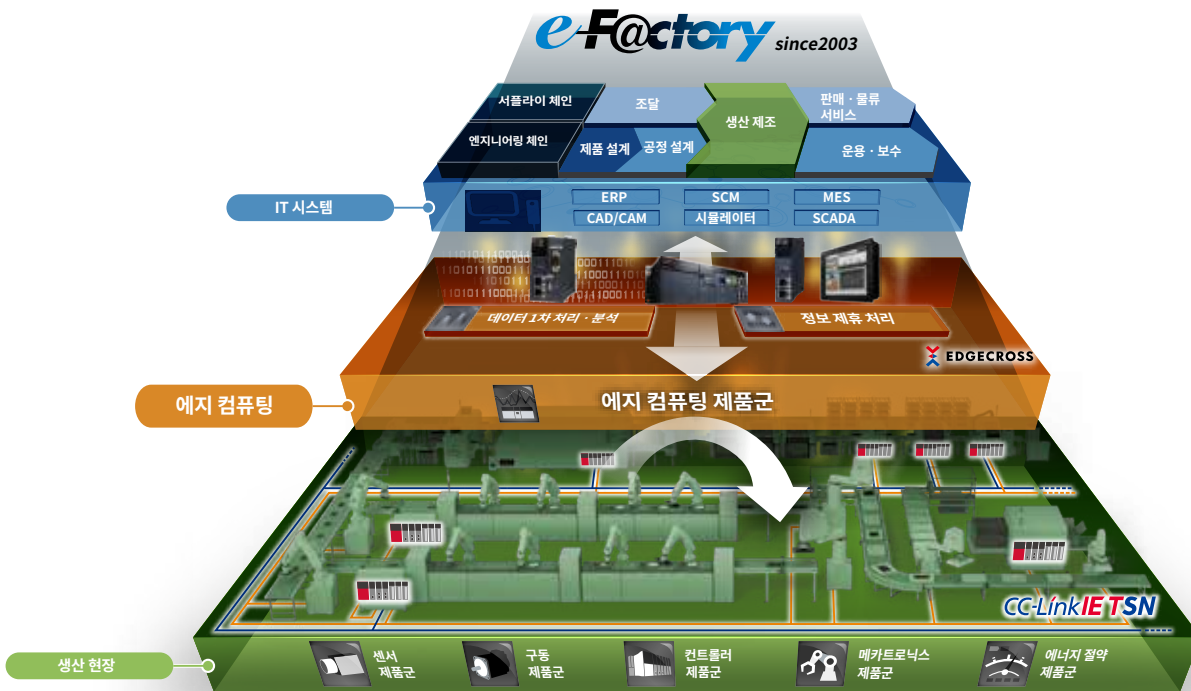 e-F@ctory since2003
서플라이 체인
조달
생산 제조
판매 · 물류
서비스
엔지니어링 체인
제품 설계
공정 설계
운용 · 보수
IT 시스템
ERP
SCM
MES
CAD/CAM
시뮬레이터
SCADA
데이터 1차 처리 · 분석
정보 제휴 처리
EDGECROSS
에지 컴퓨팅
에지 컴퓨팅 제품군
CC-Link IE TSN
생산 현장
센서
제품군
구동
제품군
컨트롤러
제품군
메카트로닉스
제품군
에너지 절약
제품군